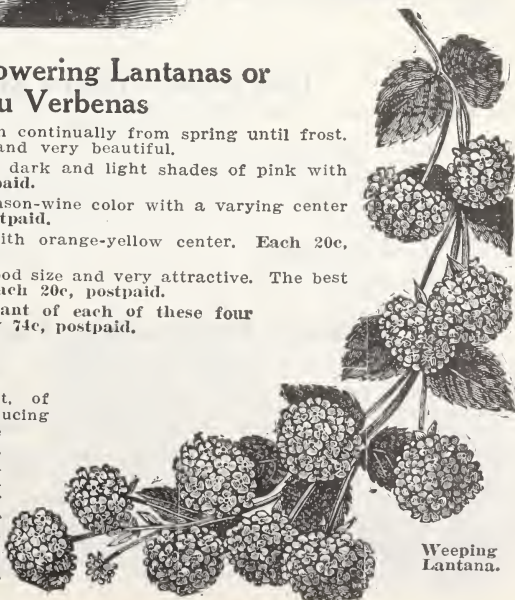 owering Lantanas or
u Verbenas
n continually from spring until frost.
and very beautiful.
dark and light shades of pink with
paid.
ason-wine color with a varying center
tpaid.
ith orange-yellow center. Each 20c,
ood size and very attractive. The best
ach 20c, postpaid.
ant of each of these four
74c, postpaid.
t, of
ucing
Weeping
Lantana.